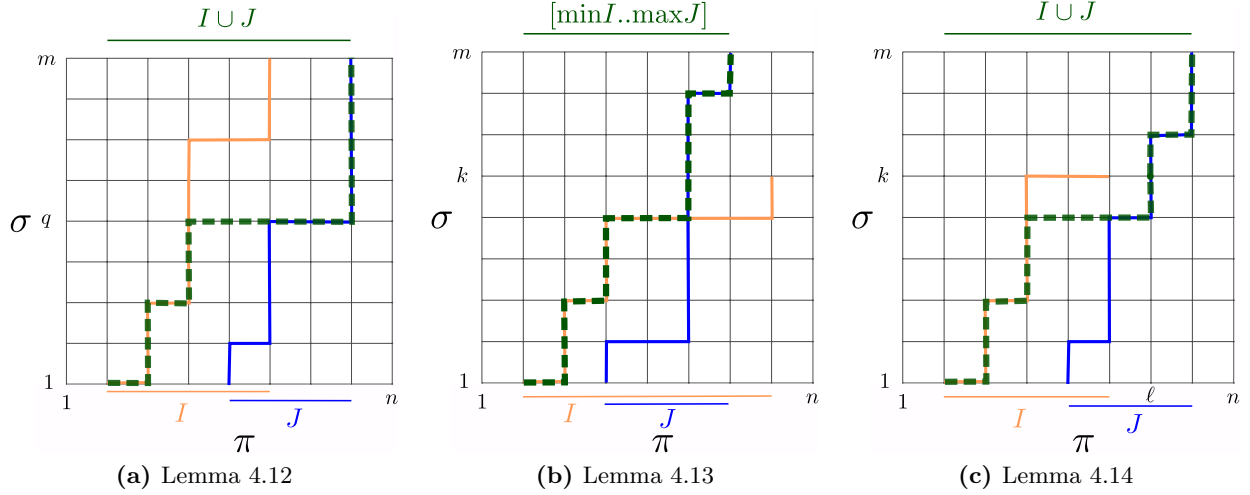 I ∪ J
m
σ q
1
1 n
I J
π
(a) Lemma 4.12
[minI..maxJ]
m
k
σ
1
1 n
I J
π
(b) Lemma 4.13
I ∪ J
m
k
σ
1
1 ℓ n
I J
π
(c) Lemma 4.14